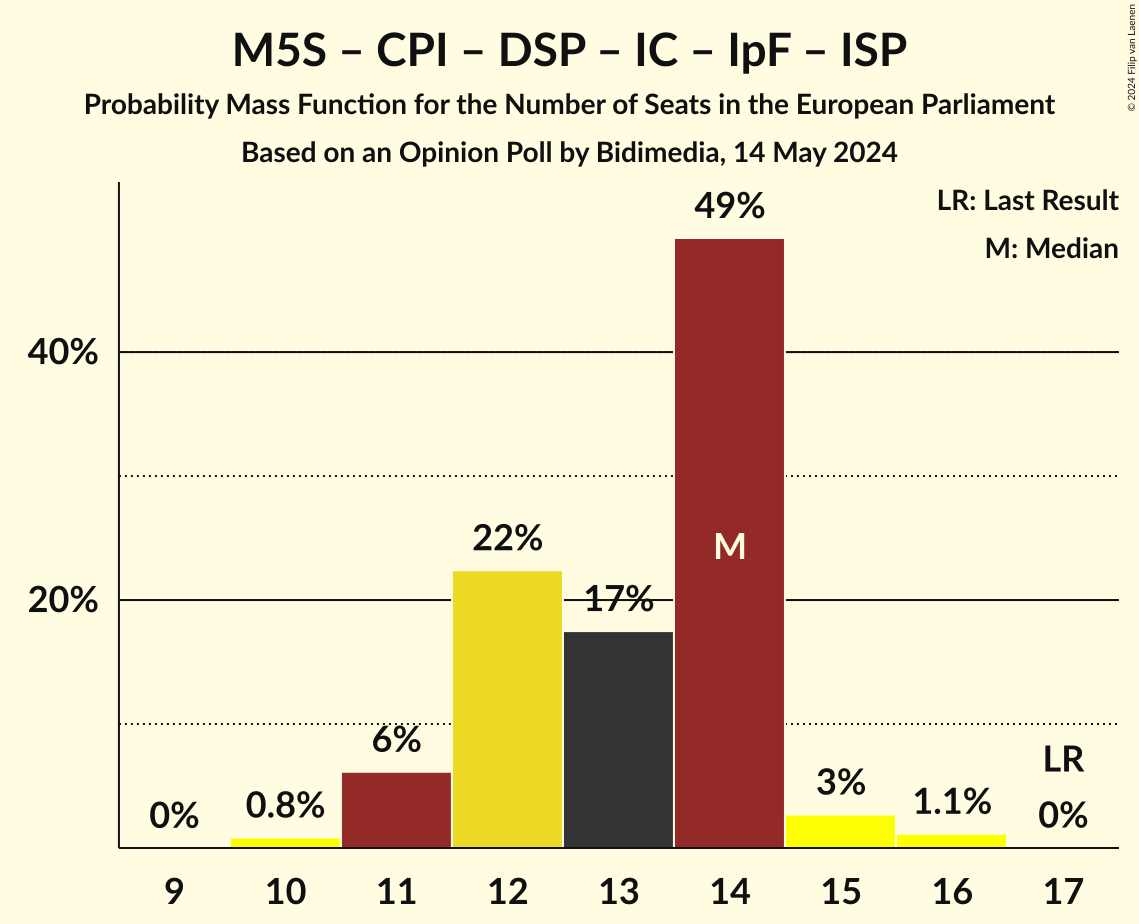 M5S – CPI – DSP – IC – IpF – ISP
Probability Mass Function for the Number of Seats in the European Parliament
Based on an Opinion Poll by Bidimedia, 14 May 2024
© 2024 Filip van Laenen
LR: Last Result
M: Median
49%
40%
22%
M
20%
17%
6%
LR
3%
0%
0.8%
1.1%
0%
9 10 11 12 13 14 15 16 17